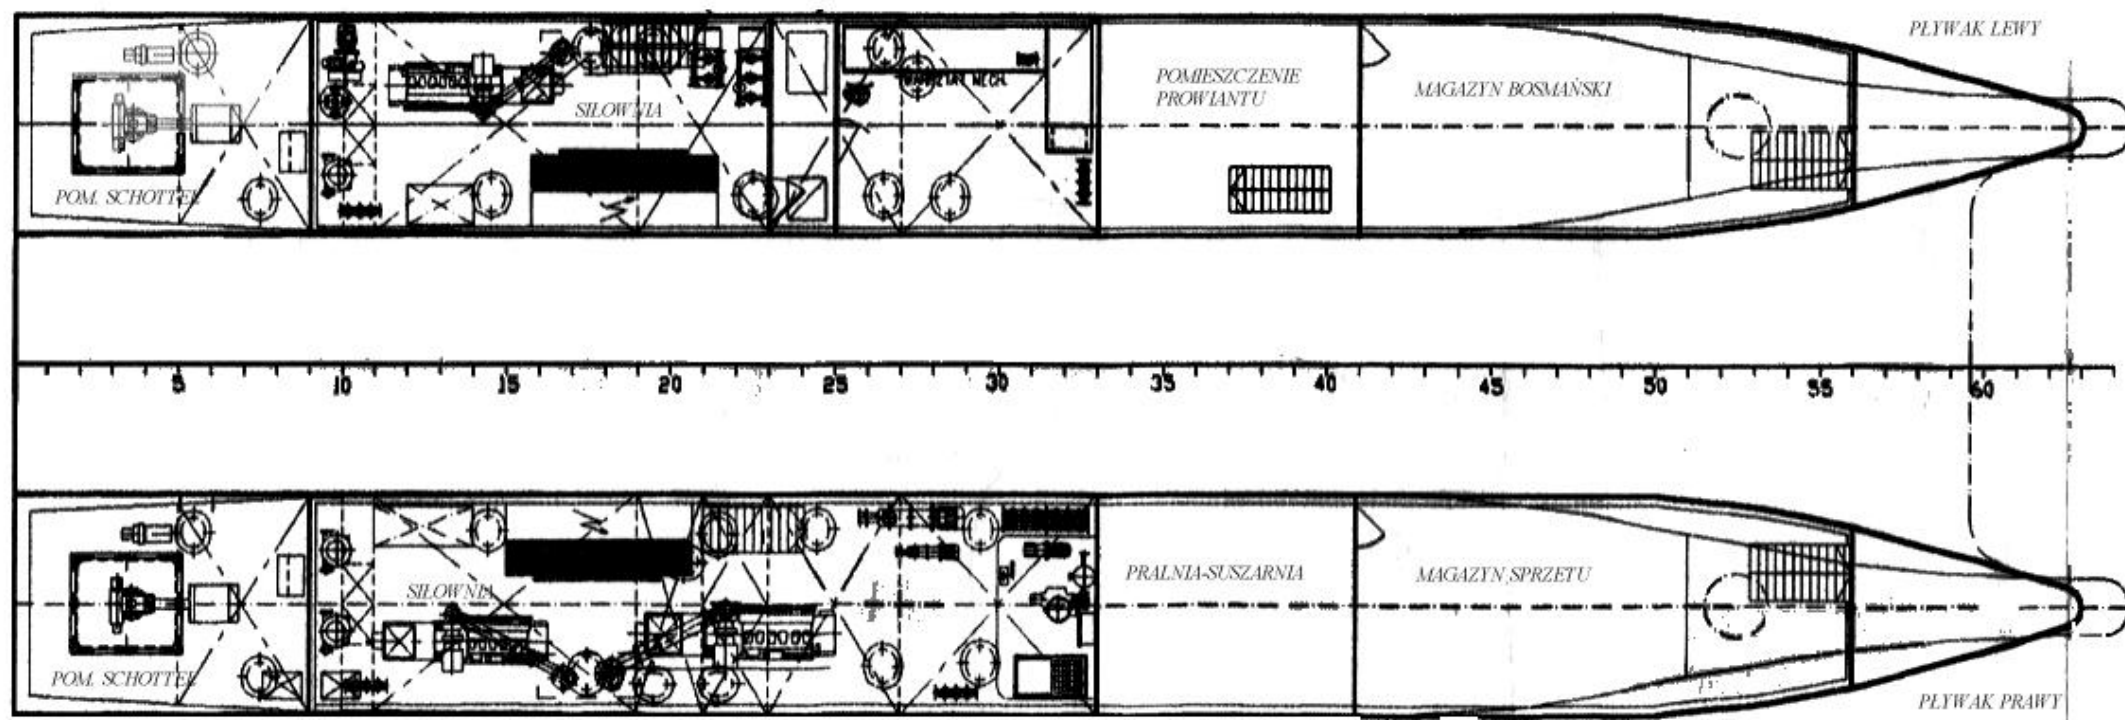 PŁYWAK LEWY
POMIESZCZENIE
PROWIANTU
MAGAZYN BOSMAŃSKI
SIŁOWNIA
POM. SCHOTTEL
5 10 15 20 25 30 35 40 45 50 55 60
SIŁOWNIA
PRALNIA-SUSZARNIA
MAGAZYN SPRZETU
POM. SCHOTTEL
PŁYWAK PRAWY